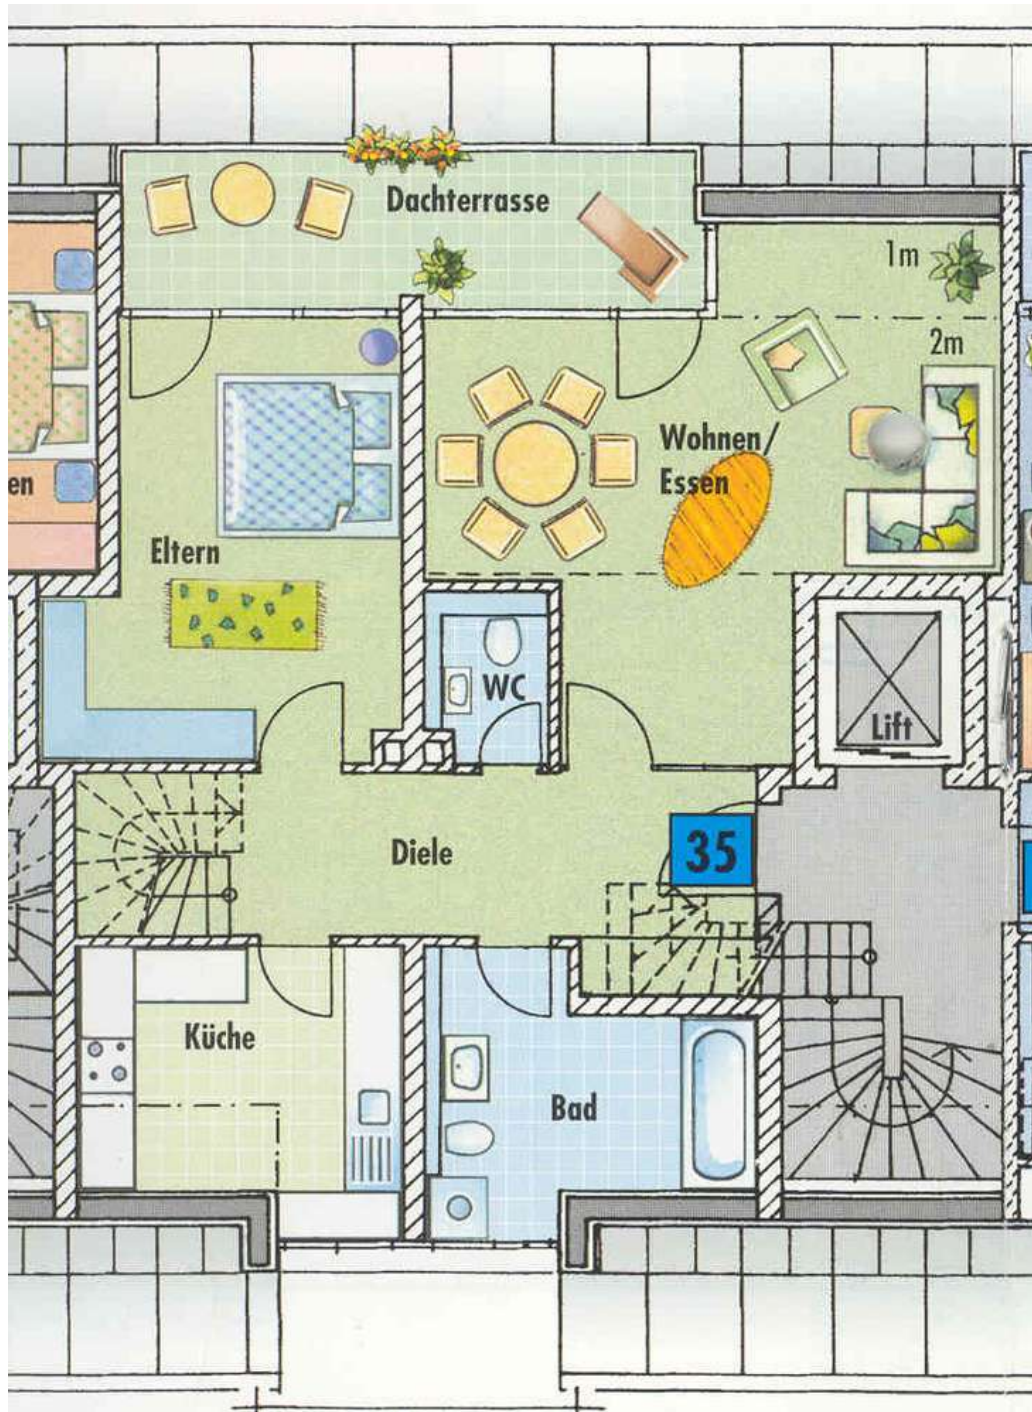 Dachterrasse
1m
2m
Wohnen/
Essen
en
Eltern
WC
Lift
Diele
35
Küche
Bad